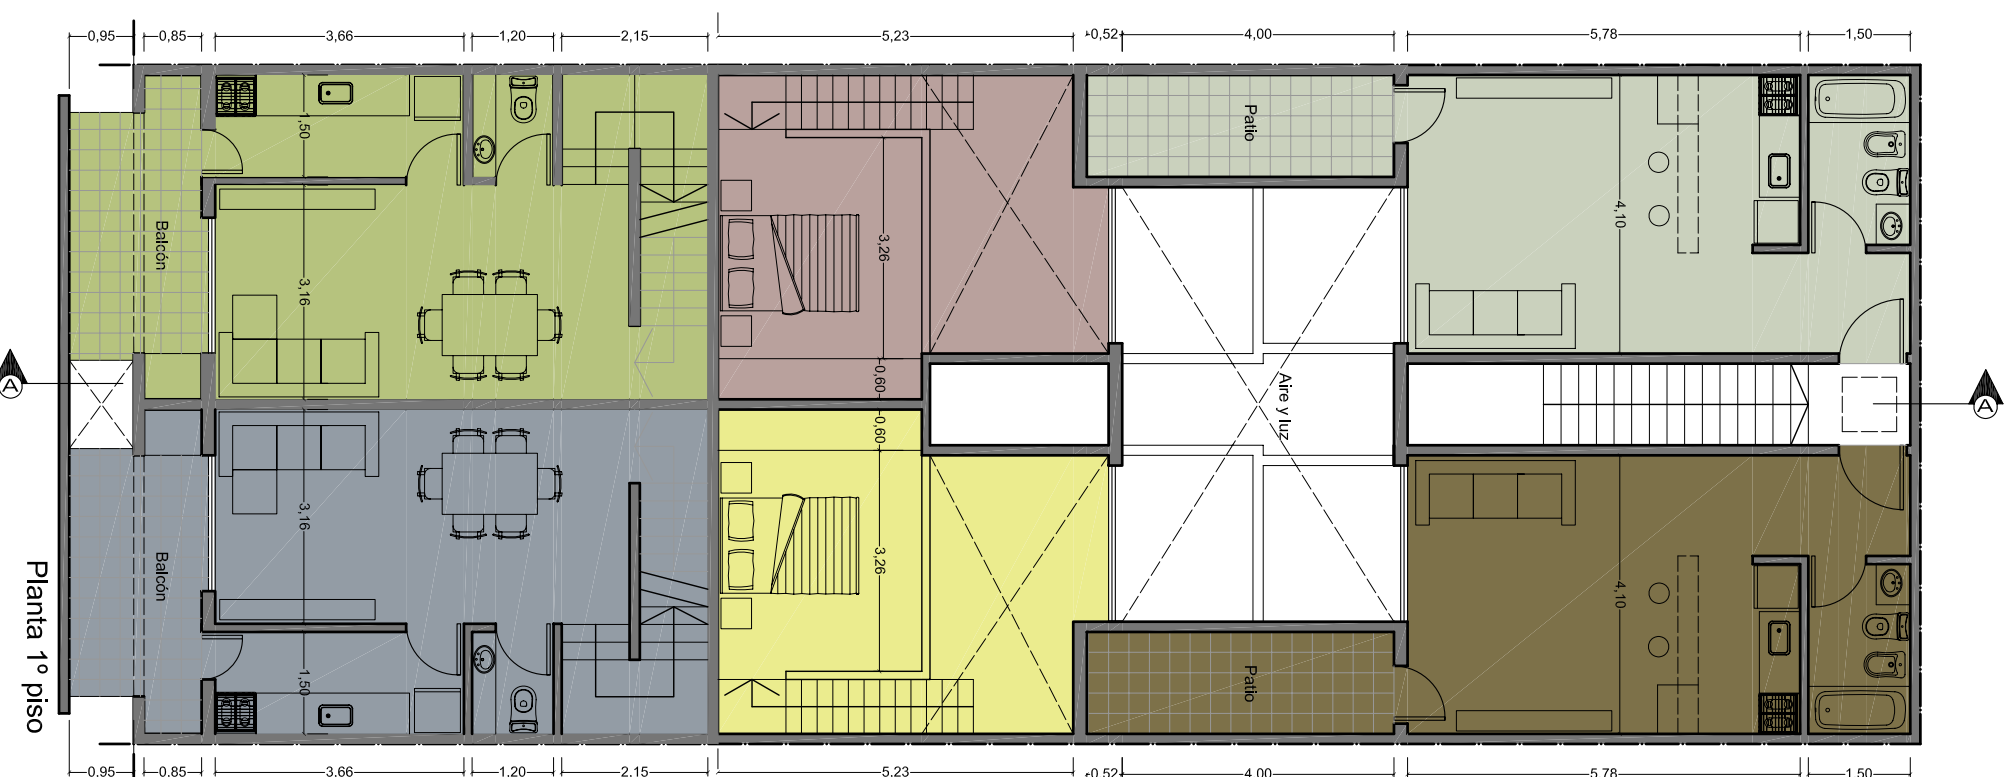 0,95 0,85 3,66 1,20 2,15 5,23 0,52 4,00 5,78 1,50
1,50
Patio
Balcón
3,16
3,26
4,10
A
0,60
Aire y luz
A
0,60
3,16
3,26
4,10
Balcón
1,50
Patio
Planta 1º piso
0,95 0,85 3,66 1,20 2,15 5,23 0,52 4,00 5,78 1,50